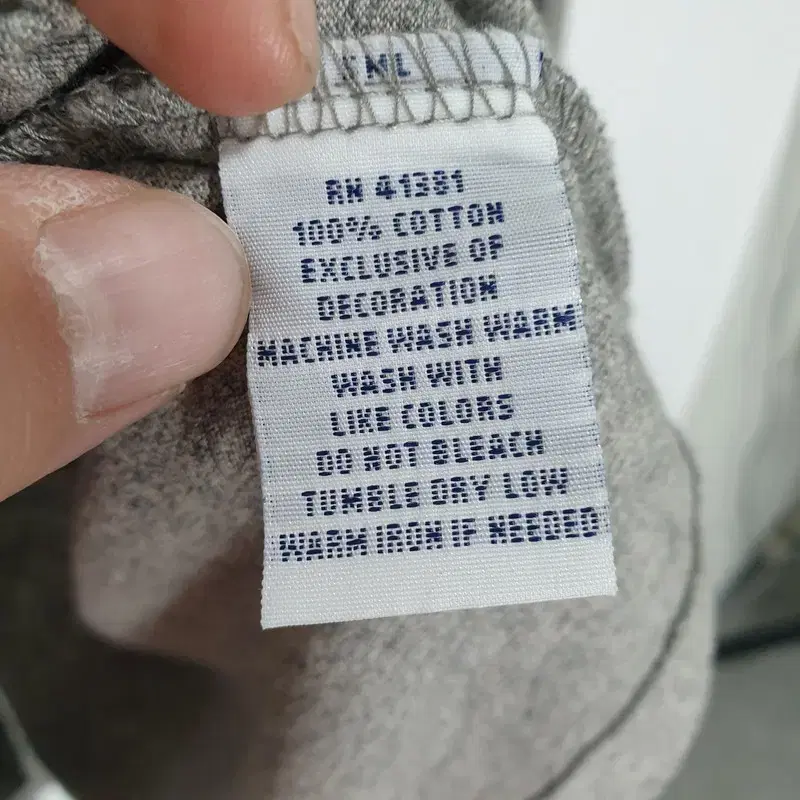 RN 41381
100% COTTON
EXCLUSIVE OF
DECORATION
MACHINE WASH WARM
WASH WITH
LIKE COLORS
DO NOT BLEACH
TUMBLE DRY LOW
WARM IRON IF NEEDED